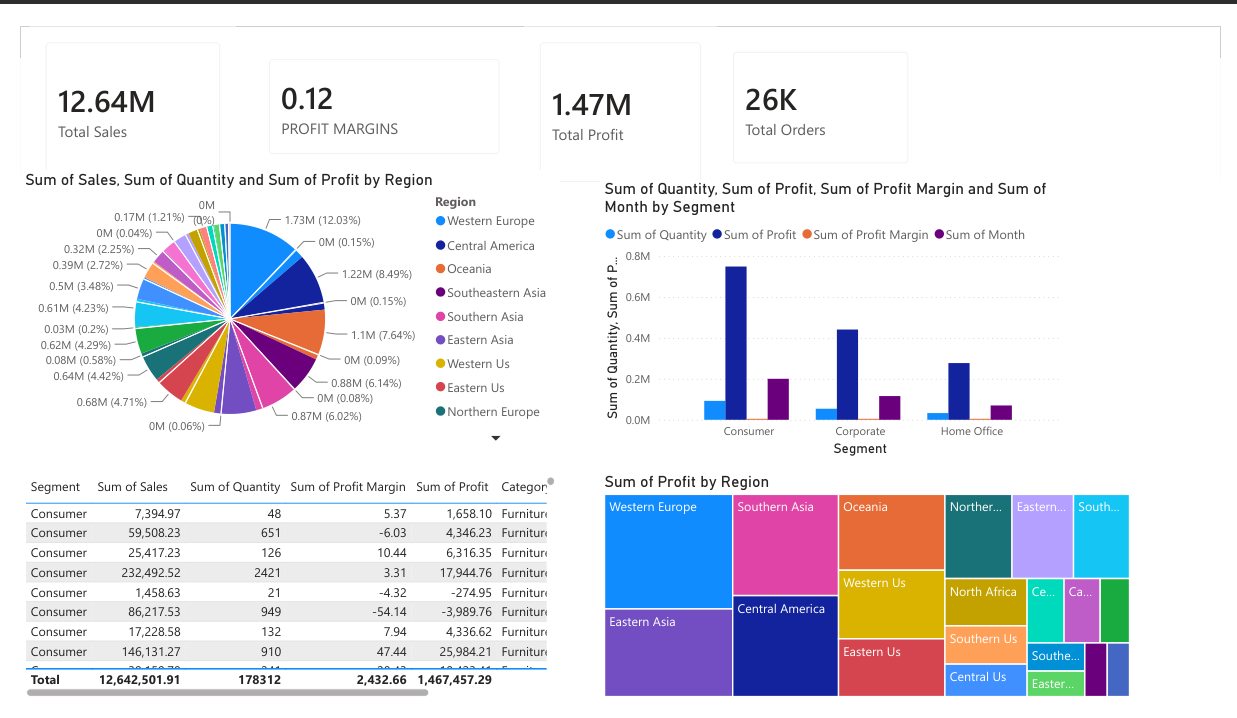 12.64M
Total Sales
0.12
PROFIT MARGINS
1.47M
Total Profit
26K
Total Orders
Sum of Sales, Sum of Quantity and Sum of Profit by Region
0M
(0%)
0.17M (1.21%)
0M (0.04%)
0.32M (2.25%)
0.39M (2.72%)
0.5M (3.48%)
0.61M (4.23%)
0.03M (0.2%)
0.62M (4.29%)
0.08M (0.58%)
0.64M (4.42%)
0.68M (4.71%)
0M (0.06%)
1.73M (12.03%)
0M (0.15%)
1.22M (8.49%)
0M (0.15%)
1.1M (7.64%)
0M (0.09%)
0.88M (6.14%)
0M (0.08%)
0.87M (6.02%)
Region
Western Europe
Central America
Oceania
Southeastern Asia
Southern Asia
Eastern Asia
Western Us
Eastern Us
Northern Europe
Sum of Quantity, Sum of Profit, Sum of Profit Margin and Sum of
Month by Segment
Sum of Quantity Sum of Profit Sum of Profit Margin Sum of Month
Sum of Quantity, Sum of P...
0.8M
0.6M
0.4M
0.2M
0.0M
Consumer Corporate Home Office
Segment
Segment Sum of Sales Sum of Quantity Sum of Profit Margin Sum of Profit Category
Consumer 7,394.97 48 5.37 1,658.10 Furniture
Consumer 59,508.23 651 -6.03 4,346.23 Furniture
Consumer 25,417.23 126 10.44 6,316.35 Furniture
Consumer 232,492.52 2421 3.31 17,944.76 Furniture
Consumer 1,458.63 21 -4.32 -274.95 Furniture
Consumer 86,217.53 949 -54.14 -3,989.76 Furniture
Consumer 17,228.58 132 7.94 4,336.62 Furniture
Consumer 146,131.27 910 47.44 25,984.21 Furniture
Total 12,642,501.91 178312 2,432.66 1,467,457.29
Sum of Profit by Region
Western Europe
Eastern Asia
Southern Asia
Central America
Oceania
Western Us
Eastern Us
Norther...
Eastern...
South...
North Africa
Southern Us
Central Us
Ce...
Ca...
Southe...
Easter...